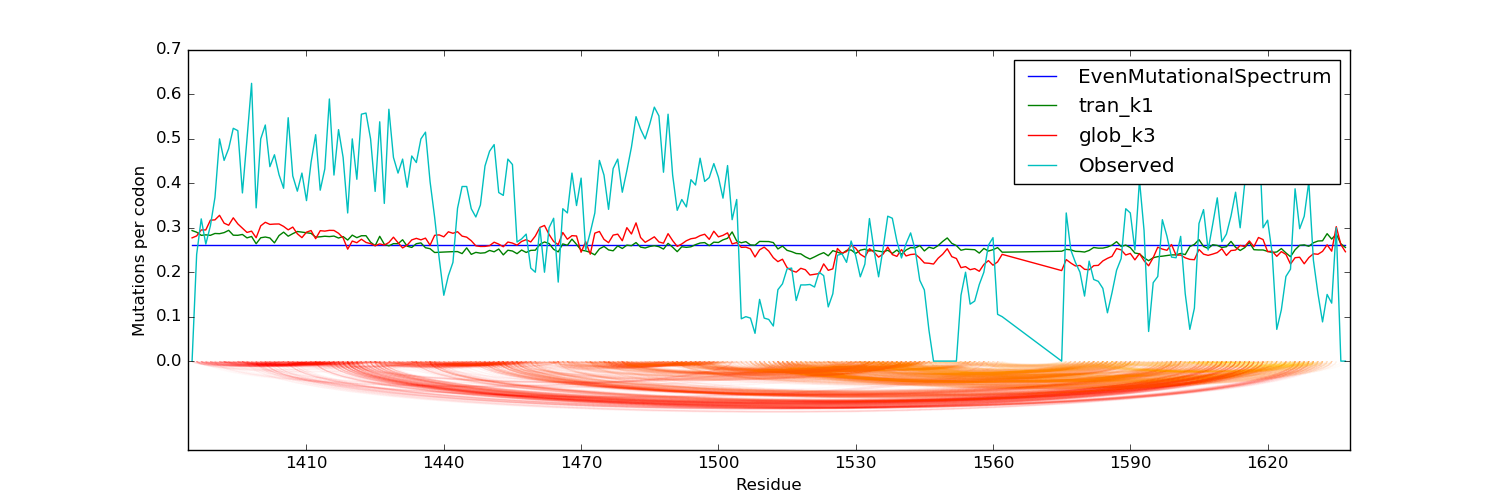 0.7
0.6
0.5
0.4
0.3
0.2
0.1
0.0
Mutations per codon
EvenMutationalSpectrum
tran_k1
glob_k3
Observed
1410 1440 1470 1500 1530 1560 1590 1620
Residue